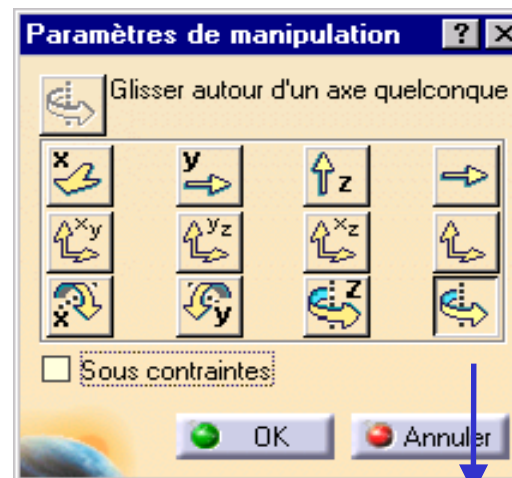 Paramètres de manipulation ? X
Glisser autour d'un axe quelconque
x y z
xy yz xz
x y z
Sous contraintes
OK Annuler